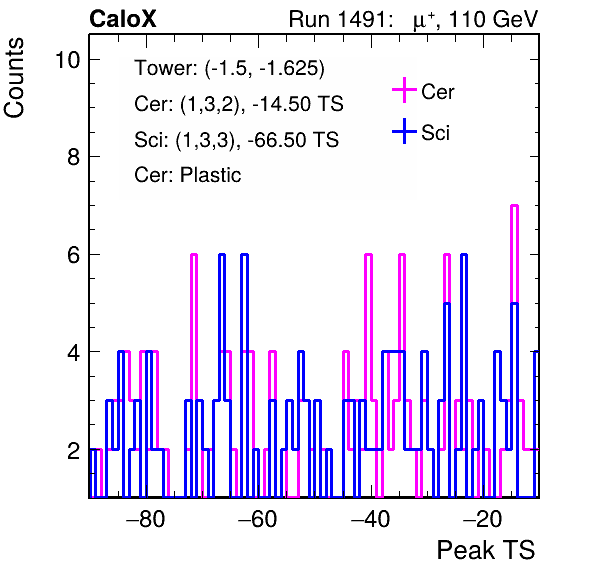 CaloX Run 1491: μ⁺, 110 GeV
Counts
10
8
6
4
2
Tower: (-1.5, -1.625)
Cer: (1,3,2), -14.50 TS
Sci: (1,3,3), -66.50 TS
Cer: Plastic
Cer
Sci
−80 −60 −40 −20
Peak TS